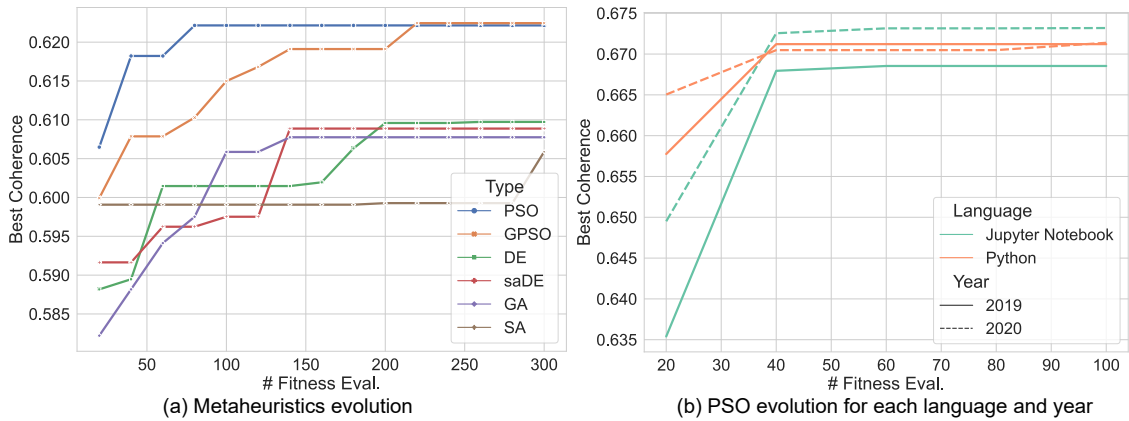 0.620
0.615
0.610
0.605
0.600
0.595
0.590
0.585
Best Coherence
50
100
150
200
250
300
# Fitness Eval.
Type
PSO
GPSO
DE
saDE
GA
SA
(a) Metaheuristics evolution
0.675
0.670
0.665
0.660
0.655
0.650
0.645
0.640
0.635
Best Coherence
20
30
40
50
60
70
80
90
100
# Fitness Eval.
Language
Jupyter Notebook
Python
Year
2019
2020
(b) PSO evolution for each language and year